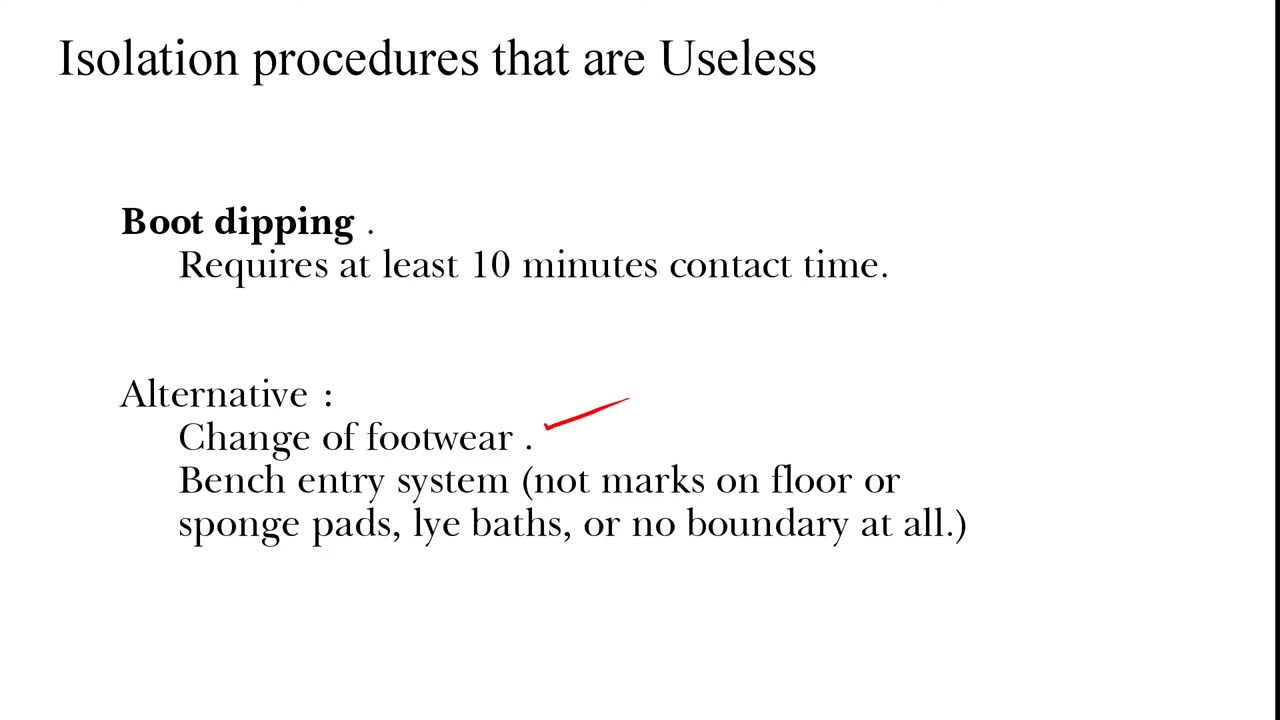 Isolation procedures that are Useless
Boot dipping .
Requires at least 10 minutes contact time.
Alternative :
Change of footwear .
Bench entry system (not marks on floor or
sponge pads, lye baths, or no boundary at all.)